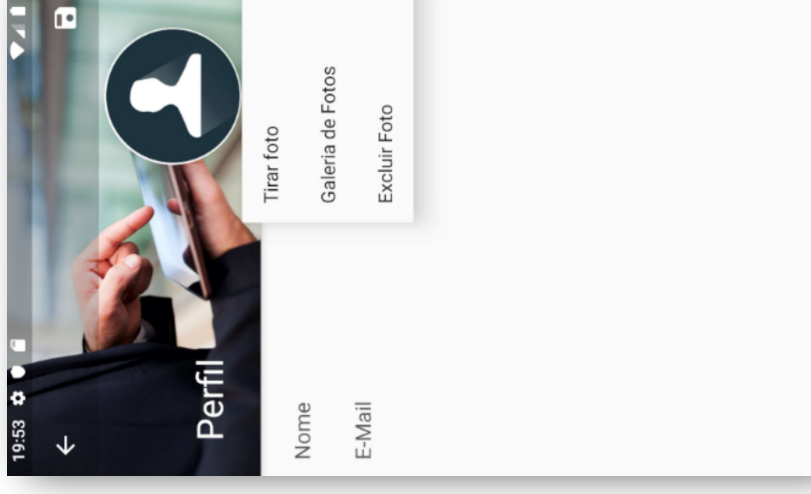 19:53
Perfil
Tirar foto
Galeria de Fotos
Excluir Foto
Nome
E-Mail